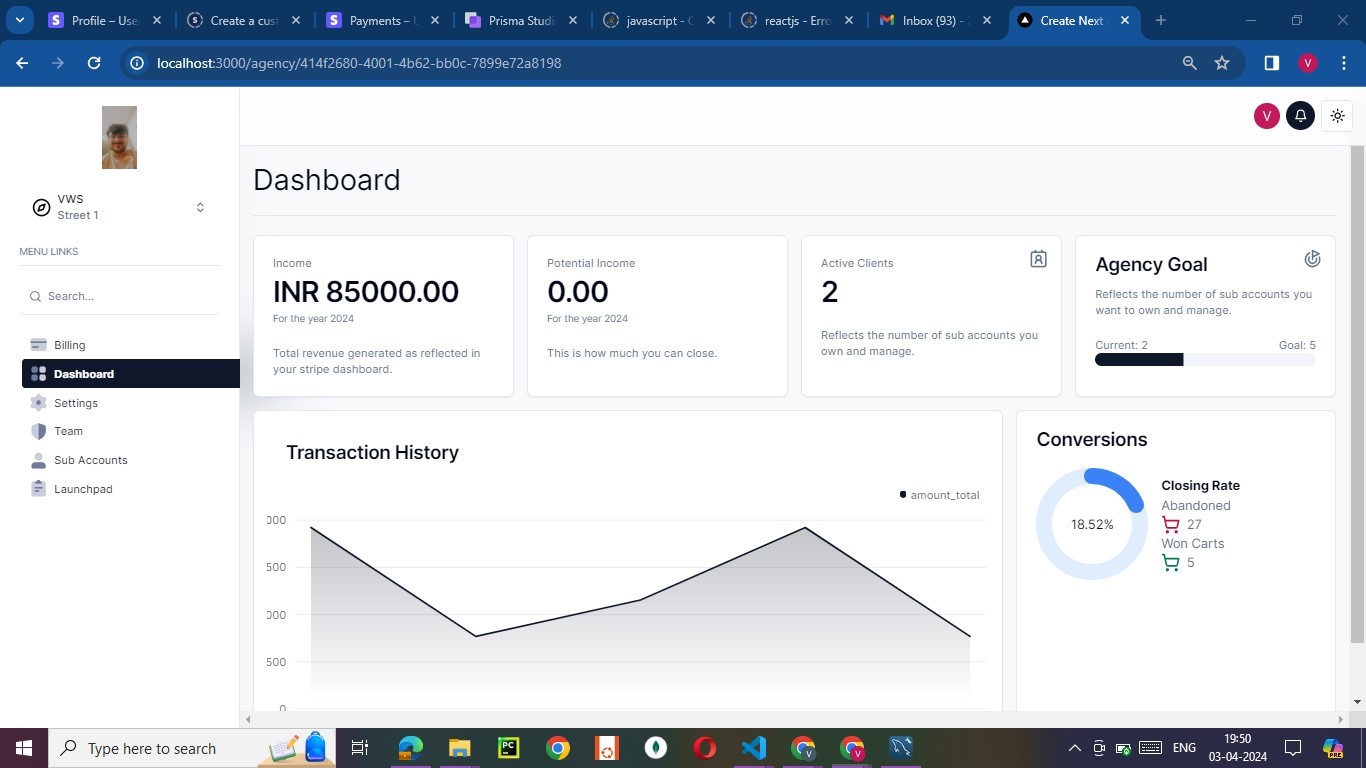 Profile – Use
Create a cust
Payments – U
Prisma Studi
javascript - C
reactjs - Erro
Inbox (93) -
Create Next
localhost:3000/agency/414f2680-4001-4b62-bb0c-7899e72a8198
V
V
VWS
Street 1
MENU LINKS
Search...
Billing
Dashboard
Settings
Team
Sub Accounts
Launchpad
Dashboard
Income
INR 85000.00
For the year 2024
Total revenue generated as reflected in
your stripe dashboard.
Potential Income
0.00
For the year 2024
This is how much you can close.
Active Clients
2
Reflects the number of sub accounts you
own and manage.
Agency Goal
Reflects the number of sub accounts you
want to own and manage.
Current: 2 Goal: 5
Transaction History
amount_total
000
500
000
500
0
Conversions
18.52%
Closing Rate
Abandoned
27
Won Carts
5
Type here to search
PC
ENG
19:50
03-04-2024
PRE